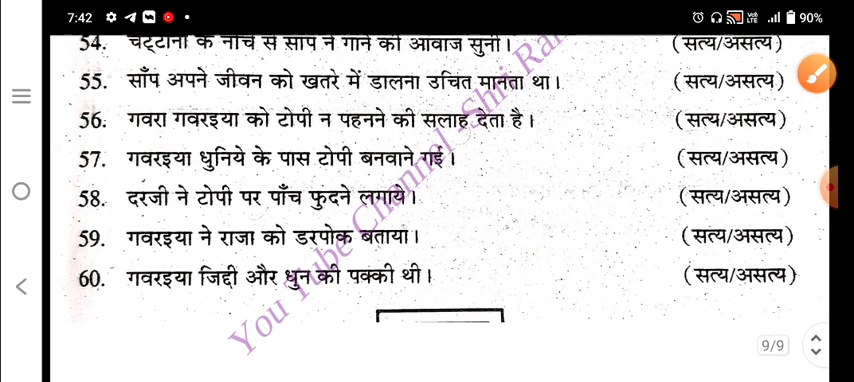 7:42 VoD LTE 90%
54. चट्टानों के नीचे से साँप ने गाने की आवाज सुनी। (सत्य/असत्य)
55. साँप अपने जीवन को खतरे में डालना उचित मानता था। (सत्य/असत्य)
56. गवरा गवरइया को टोपी न पहनने की सलाह देता है। (सत्य/असत्य)
57. गवरइया धुनिये के पास टोपी बनवाने गई। (सत्य/असत्य)
58. दरजी ने टोपी पर पाँच फुदने लगाये। (सत्य/असत्य)
59. गवरइया ने राजा को डरपोक बताया। (सत्य/असत्य)
60. गवरइया जिद्दी और धुन की पक्की थी। (सत्य/असत्य)
You Tube Channel -Shri Ra
9/9